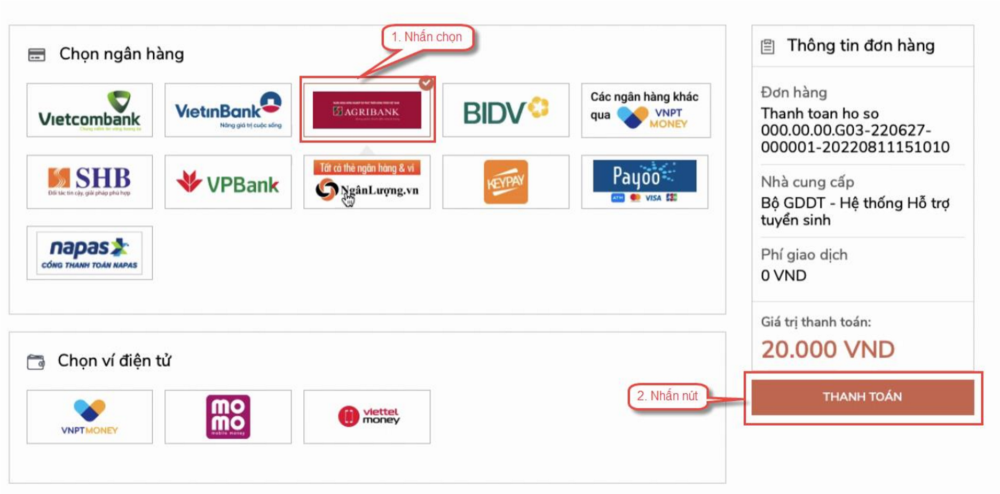 1. Nhấn chọn
Chọn ngân hàng
Vietcombank
VietinBank
Nâng giá trị cuộc sống
AGRIBANK
BIDV
Các ngân hàng khác
qua VNPT
MONEY
SHB
Đối tác tin cậy, giải pháp phù hợp
VPBank
Tất cả thẻ ngân hàng & ví
NgânLượng.vn
KEYPAY
Payoo
ATM VISA JCB
napas
CỔNG THANH TOÁN NAPAS
Chọn ví điện tử
VNPTMONEY
mo
mo
mobile money
viettel
money
Thông tin đơn hàng
Đơn hàng
Thanh toan ho so
000.00.00.G03-220627-
000001-20220811151010
Nhà cung cấp
Bộ GDDT - Hệ thống Hỗ trợ
tuyển sinh
Phí giao dịch
0 VND
Giá trị thanh toán:
20.000 VND
2. Nhấn nút
THANH TOÁN